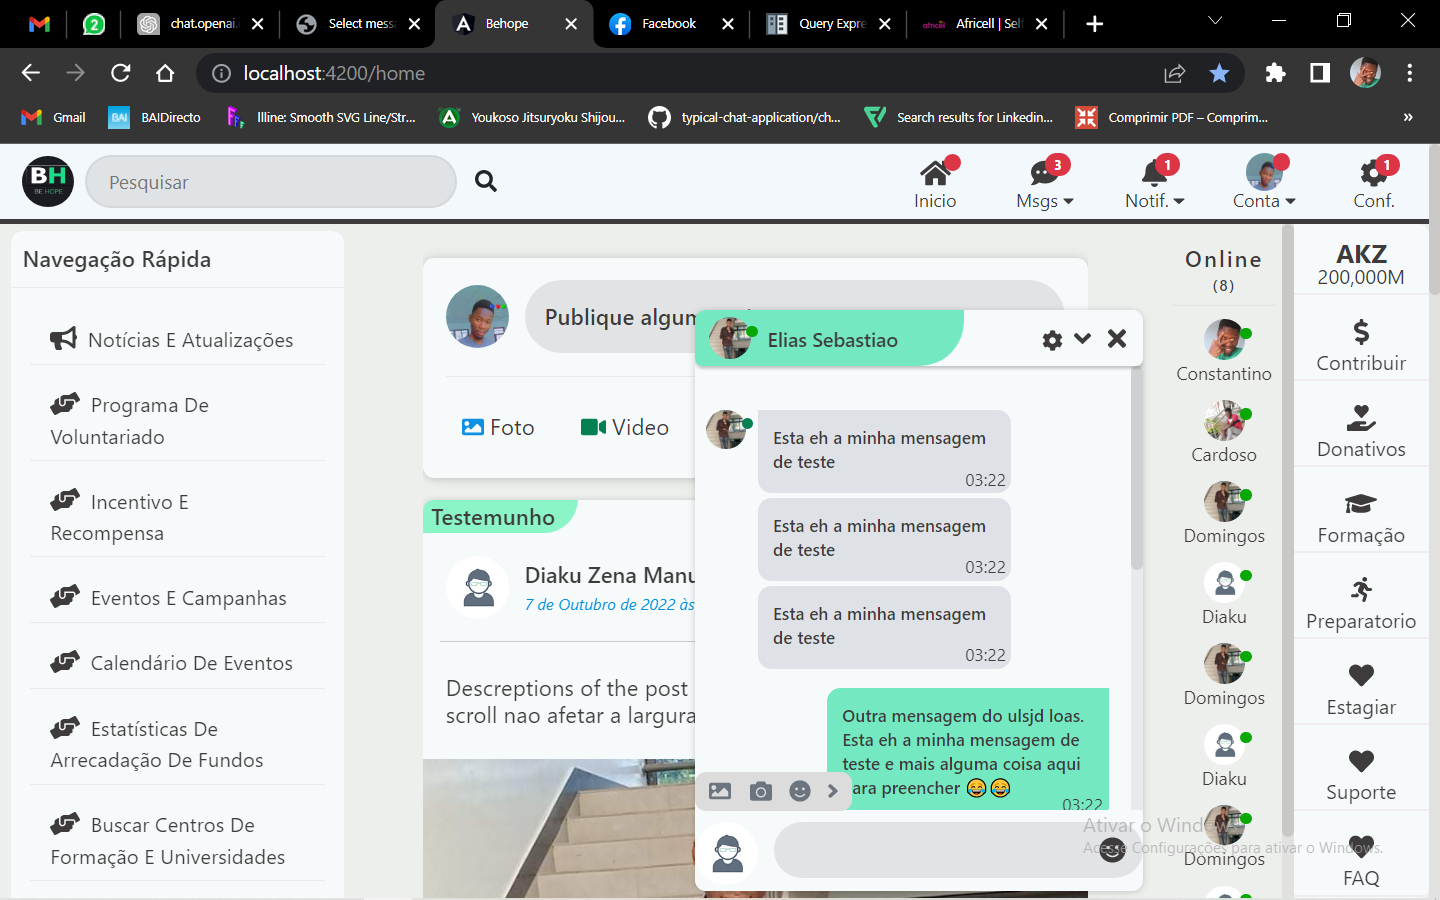 chat.openai.
Select mess
Behope
Facebook
Query Expre
africell
Africell | Sel
localhost:4200/home
Gmail
BAI
BAIDirecto
Illine: Smooth SVG Line/Str...
Youkoso Jitsuryoku Shijou...
typical-chat-application/ch...
Search results for Linkedin...
Comprimir PDF – Comprim...
»
BH
BE HOPE
Pesquisar
Inicio
3
Msgs
1
Notif.
Conta
1
Conf.
Navegação Rápida
Notícias E Atualizações
Programa De
Voluntariado
Incentivo E
Recompensa
Eventos E Campanhas
Calendário De Eventos
Estatísticas De
Arrecadação De Fundos
Buscar Centros De
Formação E Universidades
Publique algum
Foto
Video
Testemunho
Diaku Zena Manu
7 de Outubro de 2022 às
Descreptions of the post
scroll nao afetar a largura
Elias Sebastiao
Esta eh a minha mensagem
de teste
03:22
Esta eh a minha mensagem
de teste
03:22
Esta eh a minha mensagem
de teste
03:22
Outra mensagem do ulsjd loas.
Esta eh a minha mensagem de
teste e mais alguma coisa aqui
ara preencher 😂😂
03:22
Online
(8)
Constantino
Cardoso
Domingos
Diaku
Domingos
Diaku
Domingos
AKZ
200,000M
Contribuir
Donativos
Formação
Preparatorio
Estagiar
Suporte
FAQ
Ativar o Windows
Acesse Configurações para ativar o Windows.